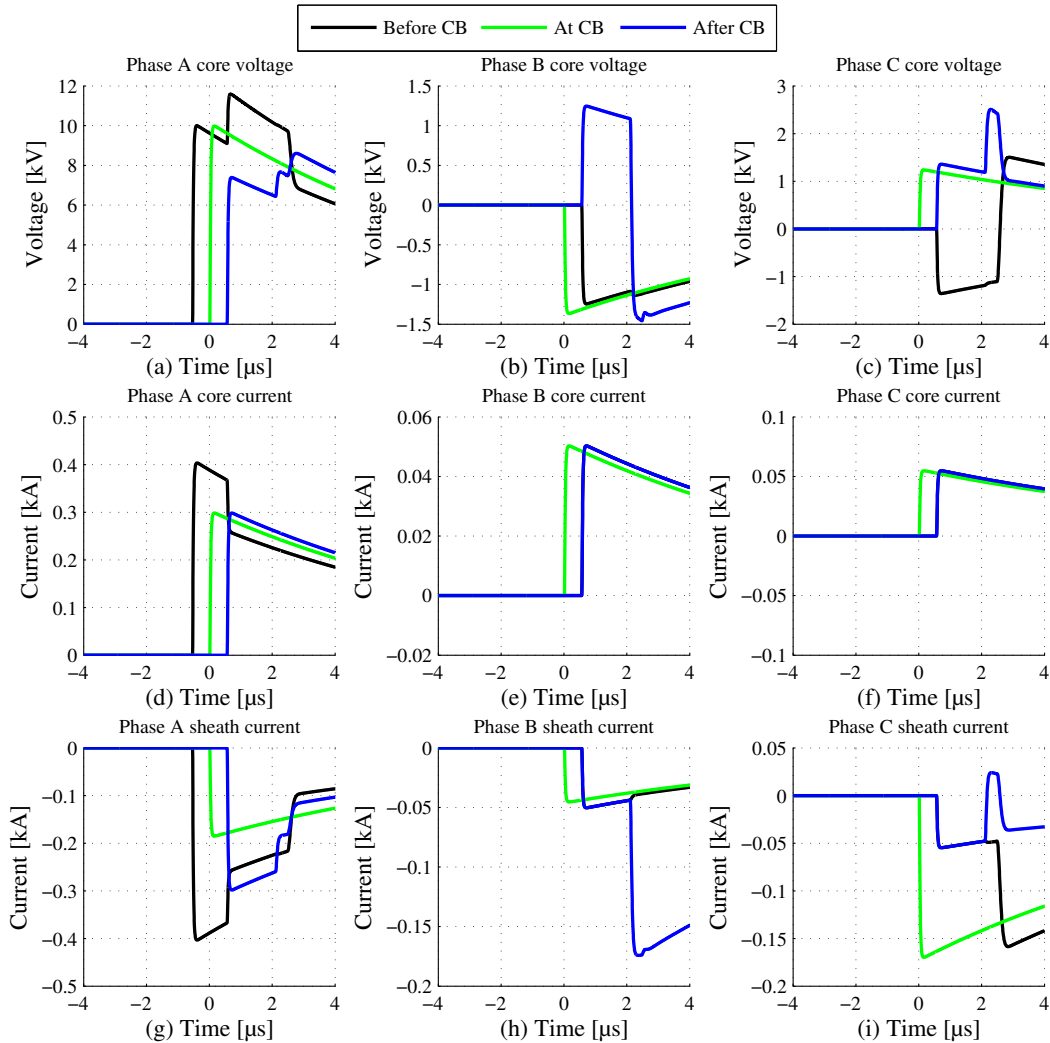 Before CB At CB After CB
Phase A core voltage Phase B core voltage Phase C core voltage
Voltage [kV]
12
10
8
6
4
2
0
−4 −2 0 2 4
(a) Time [µs]
Voltage [kV]
1.5
1
0.5
0
−0.5
−1
−1.5
−4 −2 0 2 4
(b) Time [µs]
Voltage [kV]
3
2
1
0
−1
−2
−4 −2 0 2 4
(c) Time [µs]
Phase A core current Phase B core current Phase C core current
Current [kA]
0.5
0.4
0.3
0.2
0.1
0
−4 −2 0 2 4
(d) Time [µs]
Current [kA]
0.06
0.04
0.02
0
−0.02
−4 −2 0 2 4
(e) Time [µs]
Current [kA]
0.1
0.05
0
−0.05
−0.1
−4 −2 0 2 4
(f) Time [µs]
Phase A sheath current Phase B sheath current Phase C sheath current
Current [kA]
0
−0.1
−0.2
−0.3
−0.4
−0.5
−4 −2 0 2 4
(g) Time [µs]
Current [kA]
0
−0.05
−0.1
−0.15
−0.2
−4 −2 0 2 4
(h) Time [µs]
Current [kA]
0.05
0
−0.05
−0.1
−0.15
−0.2
−4 −2 0 2 4
(i) Time [µs]